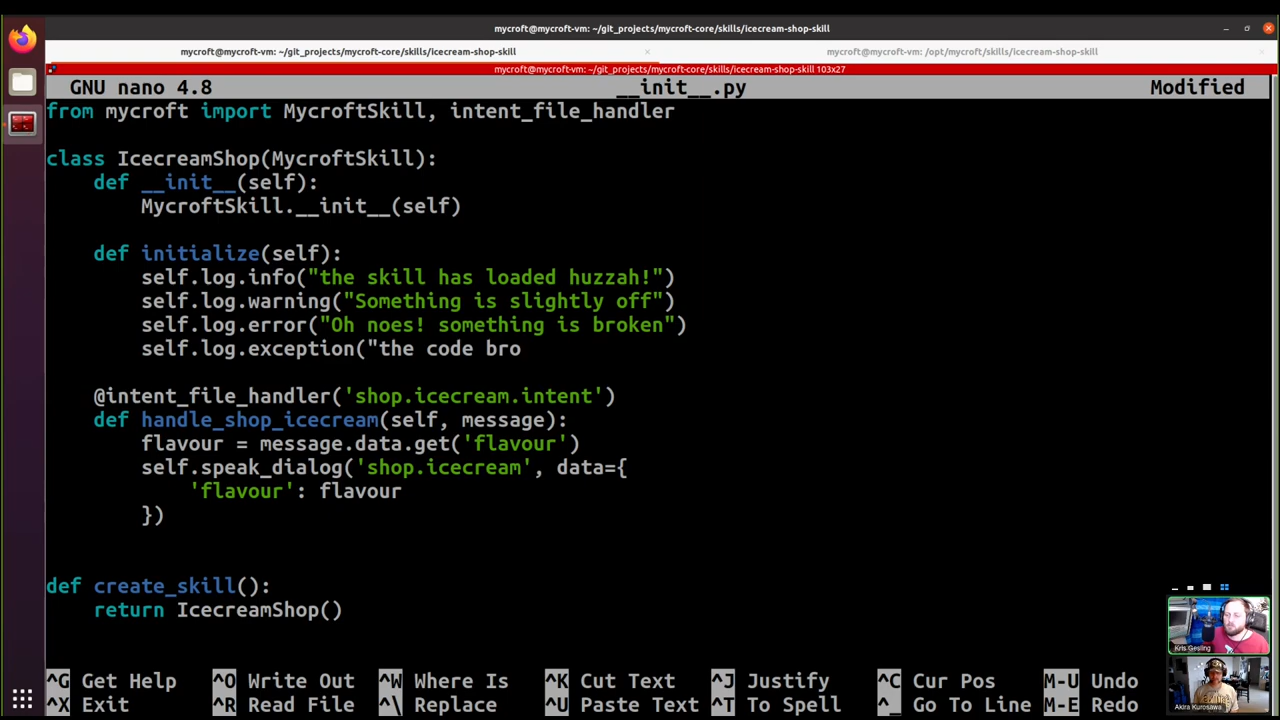 mycroft@mycroft-vm: ~/git_projects/mycroft-core/skills/icecream-shop-skill
mycroft@mycroft-vm: ~/git_projects/mycroft-core/skills/icecream-shop-skill × mycroft@mycroft-vm: /opt/mycroft/skills/icecream-shop-skill ×
mycroft@mycroft-vm: ~/git_projects/mycroft-core/skills/icecream-shop-skill 103x27
GNU nano 4.8 __init__.py Modified
from mycroft import MycroftSkill, intent_file_handler
class IcecreamShop(MycroftSkill):
def __init__(self):
MycroftSkill.__init__(self)
def initialize(self):
self.log.info("the skill has loaded huzzah!")
self.log.warning("Something is slightly off")
self.log.error("Oh noes! something is broken")
self.log.exception("the code bro
@intent_file_handler('shop.icecream.intent')
def handle_shop_icecream(self, message):
flavour = message.data.get('flavour')
self.speak_dialog('shop.icecream', data={
'flavour': flavour
})
def create_skill():
return IcecreamShop()
Kris Gesling
Akira Kurosawa
^G Get Help ^O Write Out ^W Where Is ^K Cut Text ^J Justify ^C Cur Pos M-U Undo
^X Exit ^R Read File ^\ Replace ^U Paste Text ^T To Spell ^_ Go To Line M-E Redo